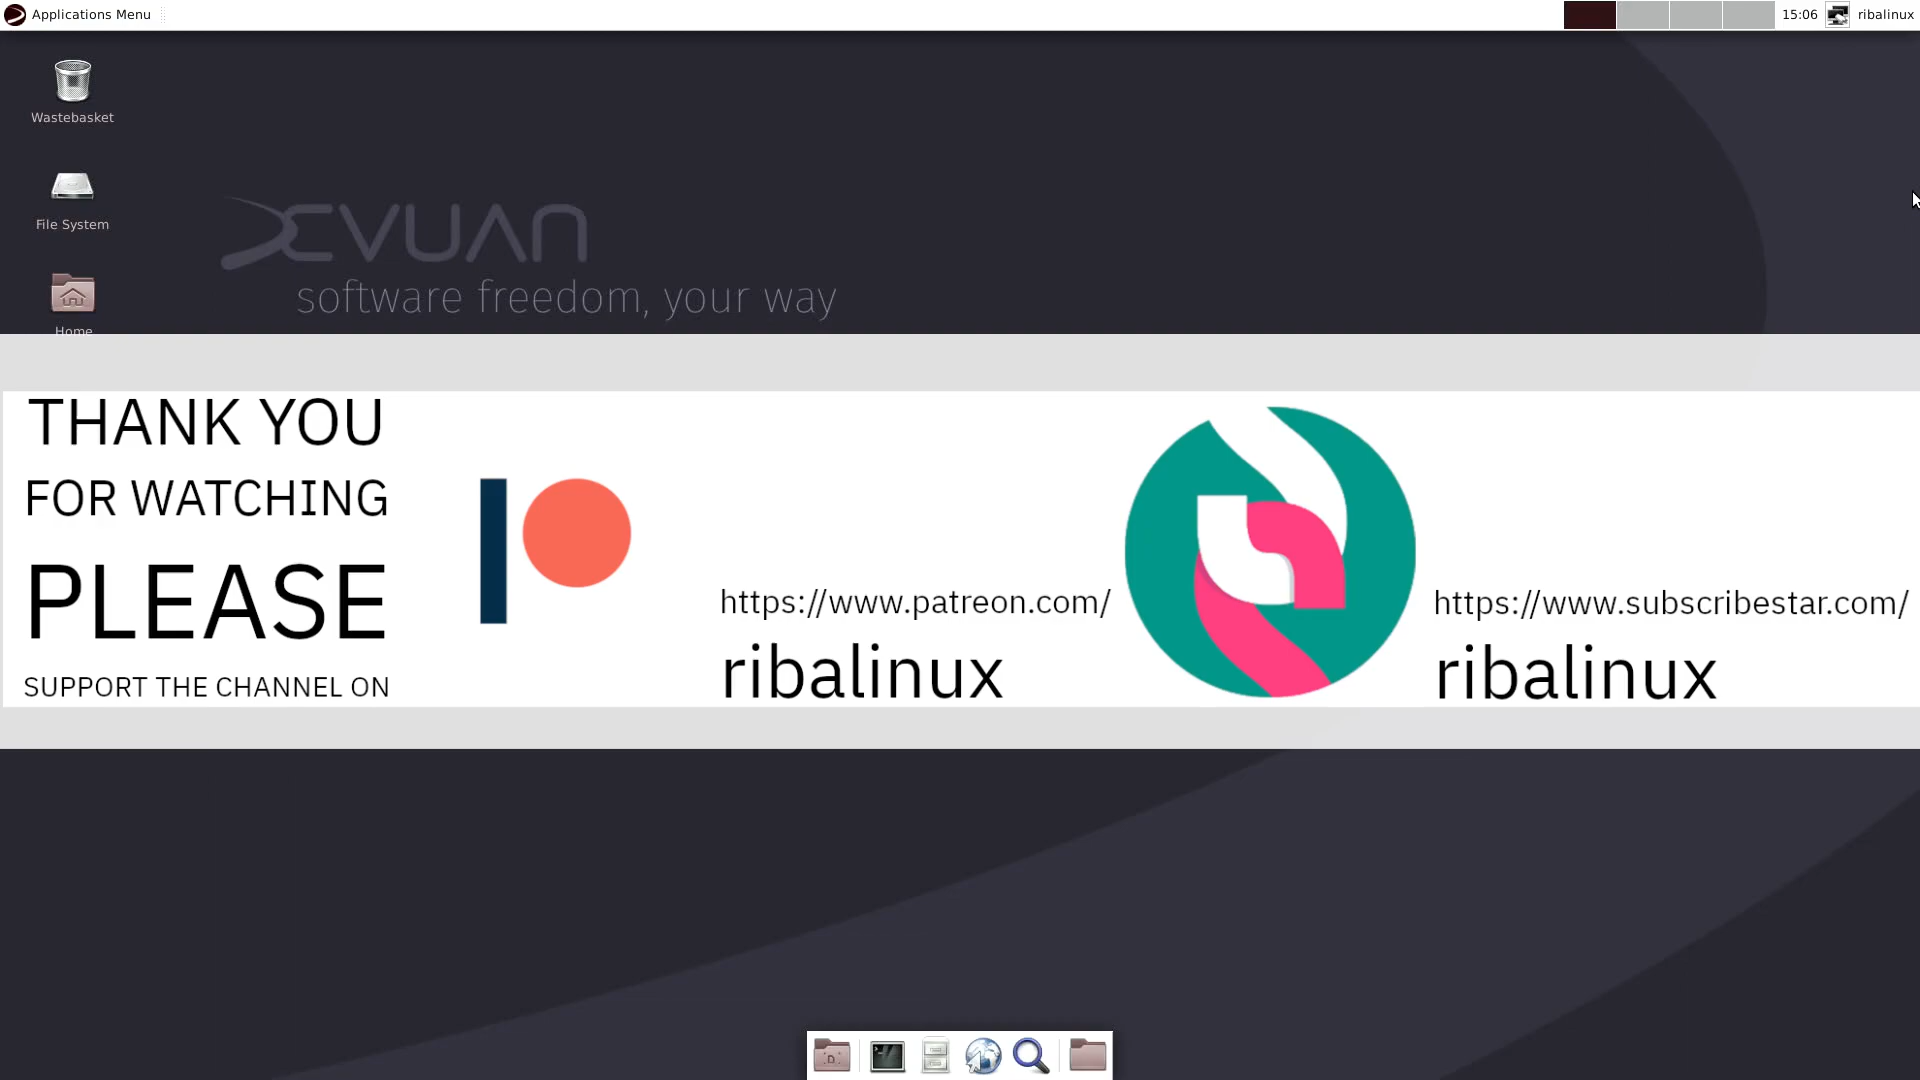 Applications Menu
15:06
ribalinux
Wastebasket
File System
DEVUAN
software freedom, your way
Home
THANK YOU
FOR WATCHING
PLEASE
SUPPORT THE CHANNEL ON
https://www.patreon.com/
ribalinux
https://www.subscribestar.com/
ribalinux